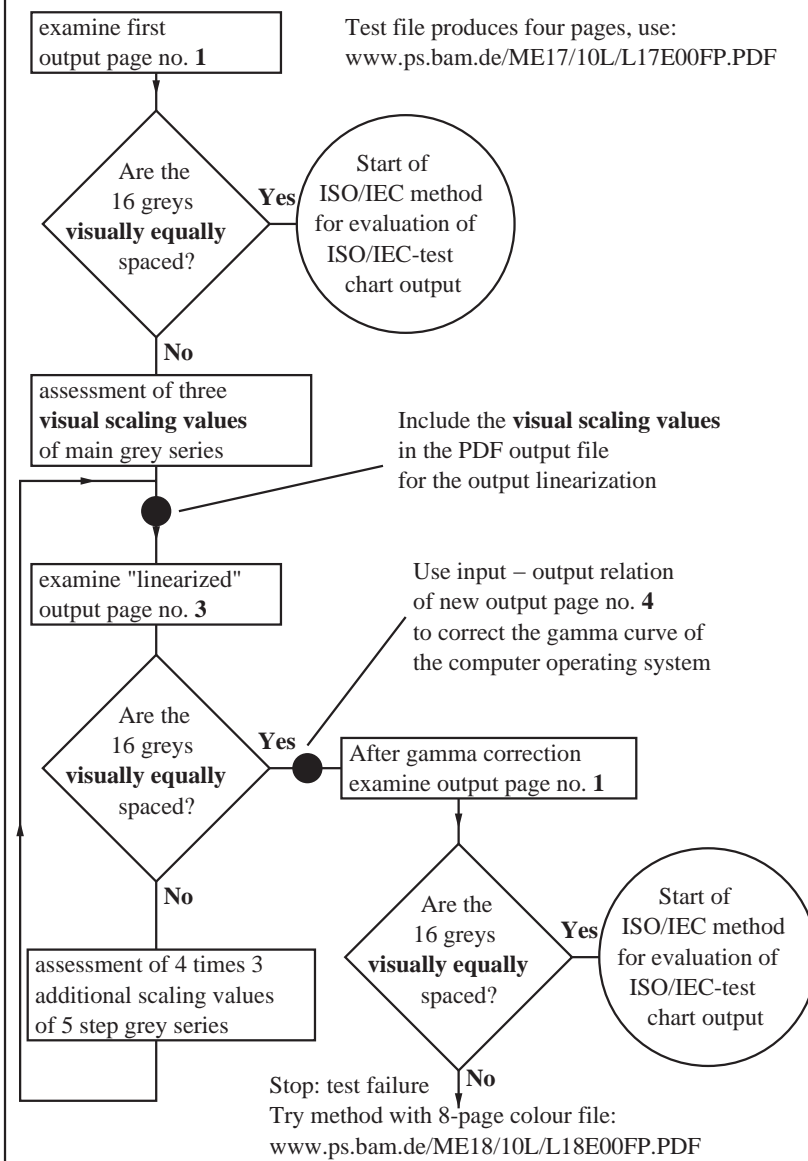 examine first
output page no. 1
Test file produces four pages, use:
www.ps.bam.de/ME17/10L/L17E00FP.PDF
Are the
16 greys
visually equally
spaced?
Yes
Start of
ISO/IEC method
for evaluation of
ISO/IEC-test
chart output
No
assessment of three
visual scaling values
of main grey series
Include the visual scaling values
in the PDF output file
for the output linearization
examine "linearized"
output page no. 3
Use input – output relation
of new output page no. 4
to correct the gamma curve of
the computer operating system
Are the
16 greys
visually equally
spaced?
Yes
After gamma correction
examine output page no. 1
No
assessment of 4 times 3
additional scaling values
of 5 step grey series
Are the
16 greys
visually equally
spaced?
Yes
Start of
ISO/IEC method
for evaluation of
ISO/IEC-test
chart output
No
Stop: test failure
Try method with 8-page colour file:
www.ps.bam.de/ME18/10L/L18E00FP.PDF